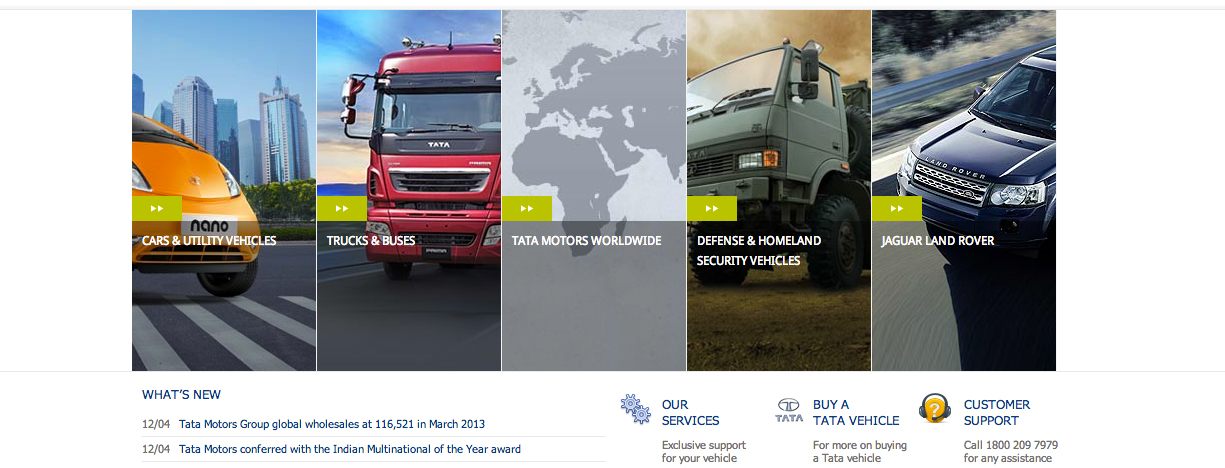 nano
TATA
PRIMA
TATA
LAND ROVER
CARS & UTILITY VEHICLES
TRUCKS & BUSES
TATA MOTORS WORLDWIDE
DEFENSE & HOMELAND
SECURITY VEHICLES
JAGUAR LAND ROVER
WHAT'S NEW
12/04 Tata Motors Group global wholesales at 116,521 in March 2013
12/04 Tata Motors conferred with the Indian Multinational of the Year award
OUR
SERVICES
Exclusive support
for your vehicle
TATA
BUY A
TATA VEHICLE
For more on buying
a Tata vehicle
CUSTOMER
SUPPORT
Call 1800 209 7979
for any assistance